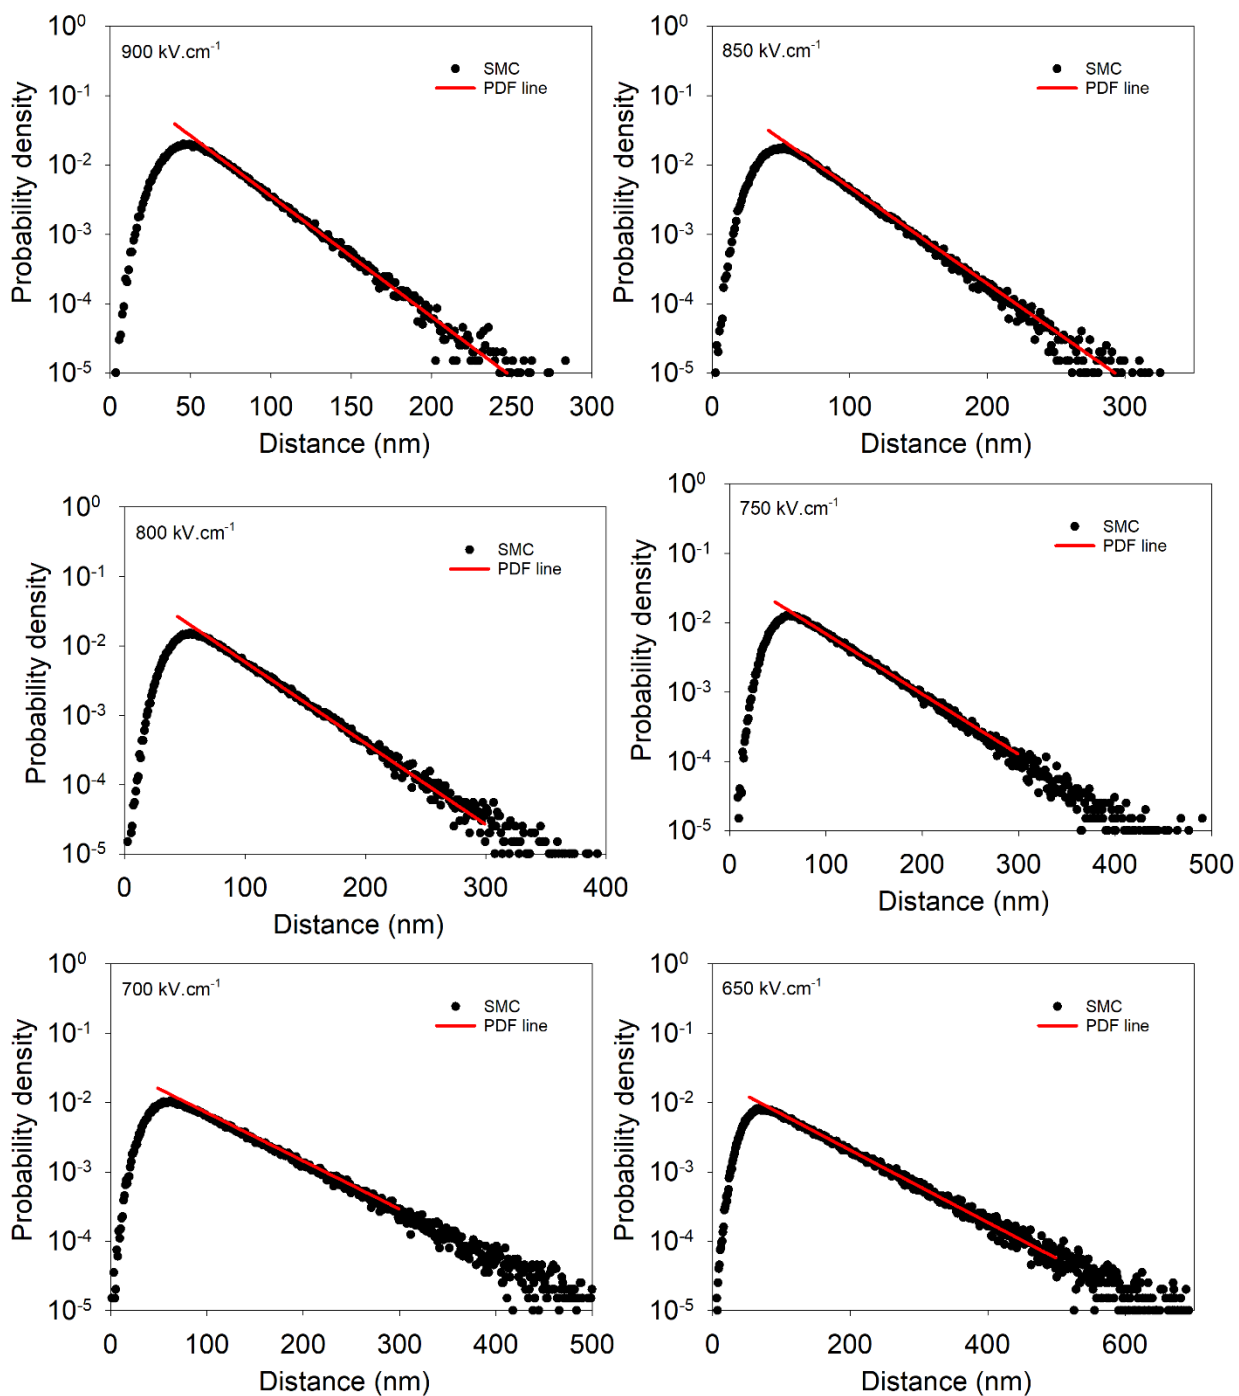 900 kV.cm⁻¹
SMC
PDF line
Probability density
10⁰
10⁻¹
10⁻²
10⁻³
10⁻⁴
10⁻⁵
0 50 100 150 200 250 300
Distance (nm)
850 kV.cm⁻¹
SMC
PDF line
Probability density
10⁰
10⁻¹
10⁻²
10⁻³
10⁻⁴
10⁻⁵
0 100 200 300
Distance (nm)
800 kV.cm⁻¹
SMC
PDF line
Probability density
10⁰
10⁻¹
10⁻²
10⁻³
10⁻⁴
10⁻⁵
0 100 200 300 400
Distance (nm)
750 kV.cm⁻¹
SMC
PDF line
Probability density
10⁰
10⁻¹
10⁻²
10⁻³
10⁻⁴
10⁻⁵
0 100 200 300 400 500
Distance (nm)
700 kV.cm⁻¹
SMC
PDF line
Probability density
10⁰
10⁻¹
10⁻²
10⁻³
10⁻⁴
10⁻⁵
0 100 200 300 400 500
Distance (nm)
650 kV.cm⁻¹
SMC
PDF line
Probability density
10⁰
10⁻¹
10⁻²
10⁻³
10⁻⁴
10⁻⁵
0 200 400 600
Distance (nm)